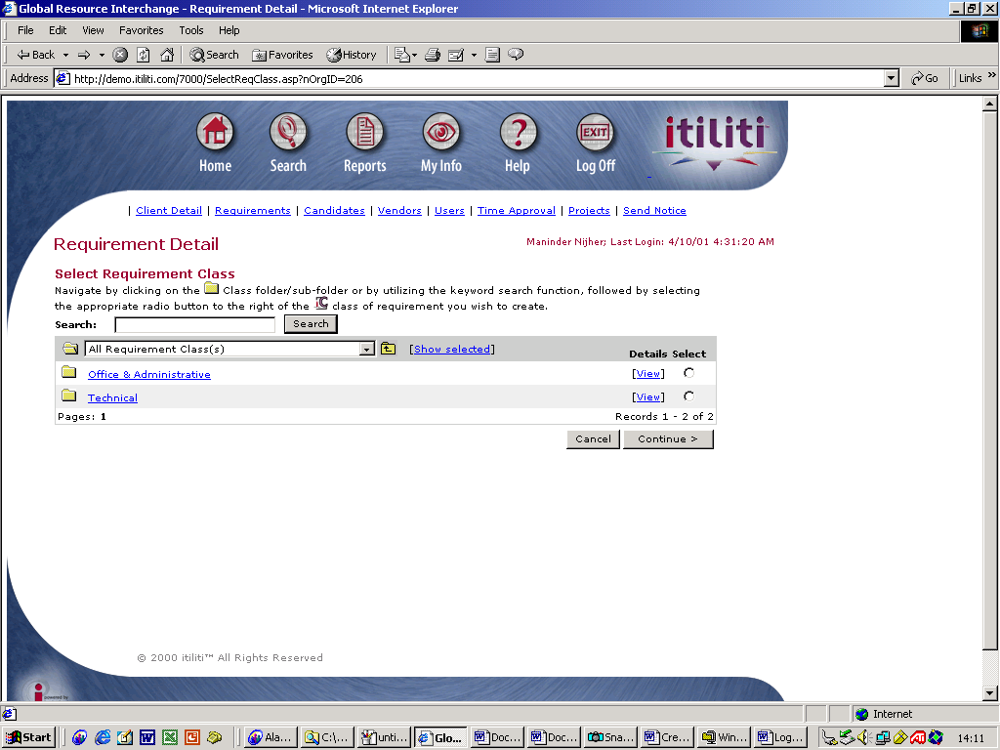 Global Resource Interchange - Requirement Detail - Microsoft Internet Explorer
File Edit View Favorites Tools Help
Back Search Favorites History
Address http://demo.itiliti.com/7000/SelectReqClass.asp?nOrgID=206 Go Links »
EXIT
Home Search Reports My Info Help Log Off itiliti
| Client Detail | Requirements | Candidates | Vendors | Users | Time Approval | Projects | Send Notice
Requirement Detail Maninder Nijher; Last Login: 4/10/01 4:31:20 AM
Select Requirement Class
Navigate by clicking on the Class folder/sub-folder or by utilizing the keyword search function, followed by selecting
the appropriate radio button to the right of the class of requirement you wish to create.
Search: Search
All Requirement Class(s) [Show selected]
Details Select
Office & Administrative [View]
Technical [View]
Pages: 1 Records 1 - 2 of 2
Cancel Continue >
© 2000 itiliti™ All Rights Reserved
powered by
Internet
Start Ala... C:\... unti... Glo... Doc... Doc... Sna... Cre... Win... Log... 14:11